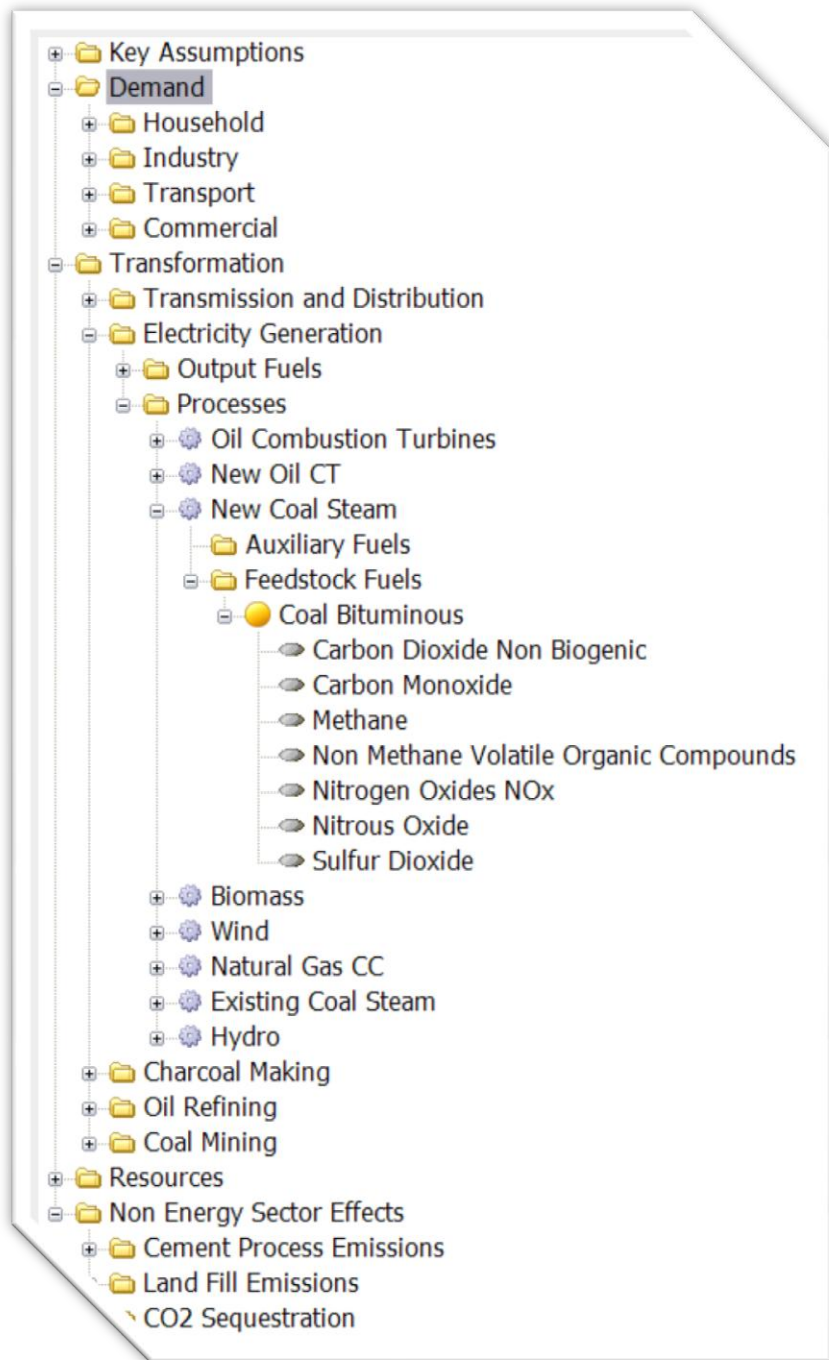 Key Assumptions
Demand
Household
Industry
Transport
Commercial
Transformation
Transmission and Distribution
Electricity Generation
Output Fuels
Processes
Oil Combustion Turbines
New Oil CT
New Coal Steam
Auxiliary Fuels
Feedstock Fuels
Coal Bituminous
Carbon Dioxide Non Biogenic
Carbon Monoxide
Methane
Non Methane Volatile Organic Compounds
Nitrogen Oxides NOx
Nitrous Oxide
Sulfur Dioxide
Biomass
Wind
Natural Gas CC
Existing Coal Steam
Hydro
Charcoal Making
Oil Refining
Coal Mining
Resources
Non Energy Sector Effects
Cement Process Emissions
Land Fill Emissions
CO2 Sequestration